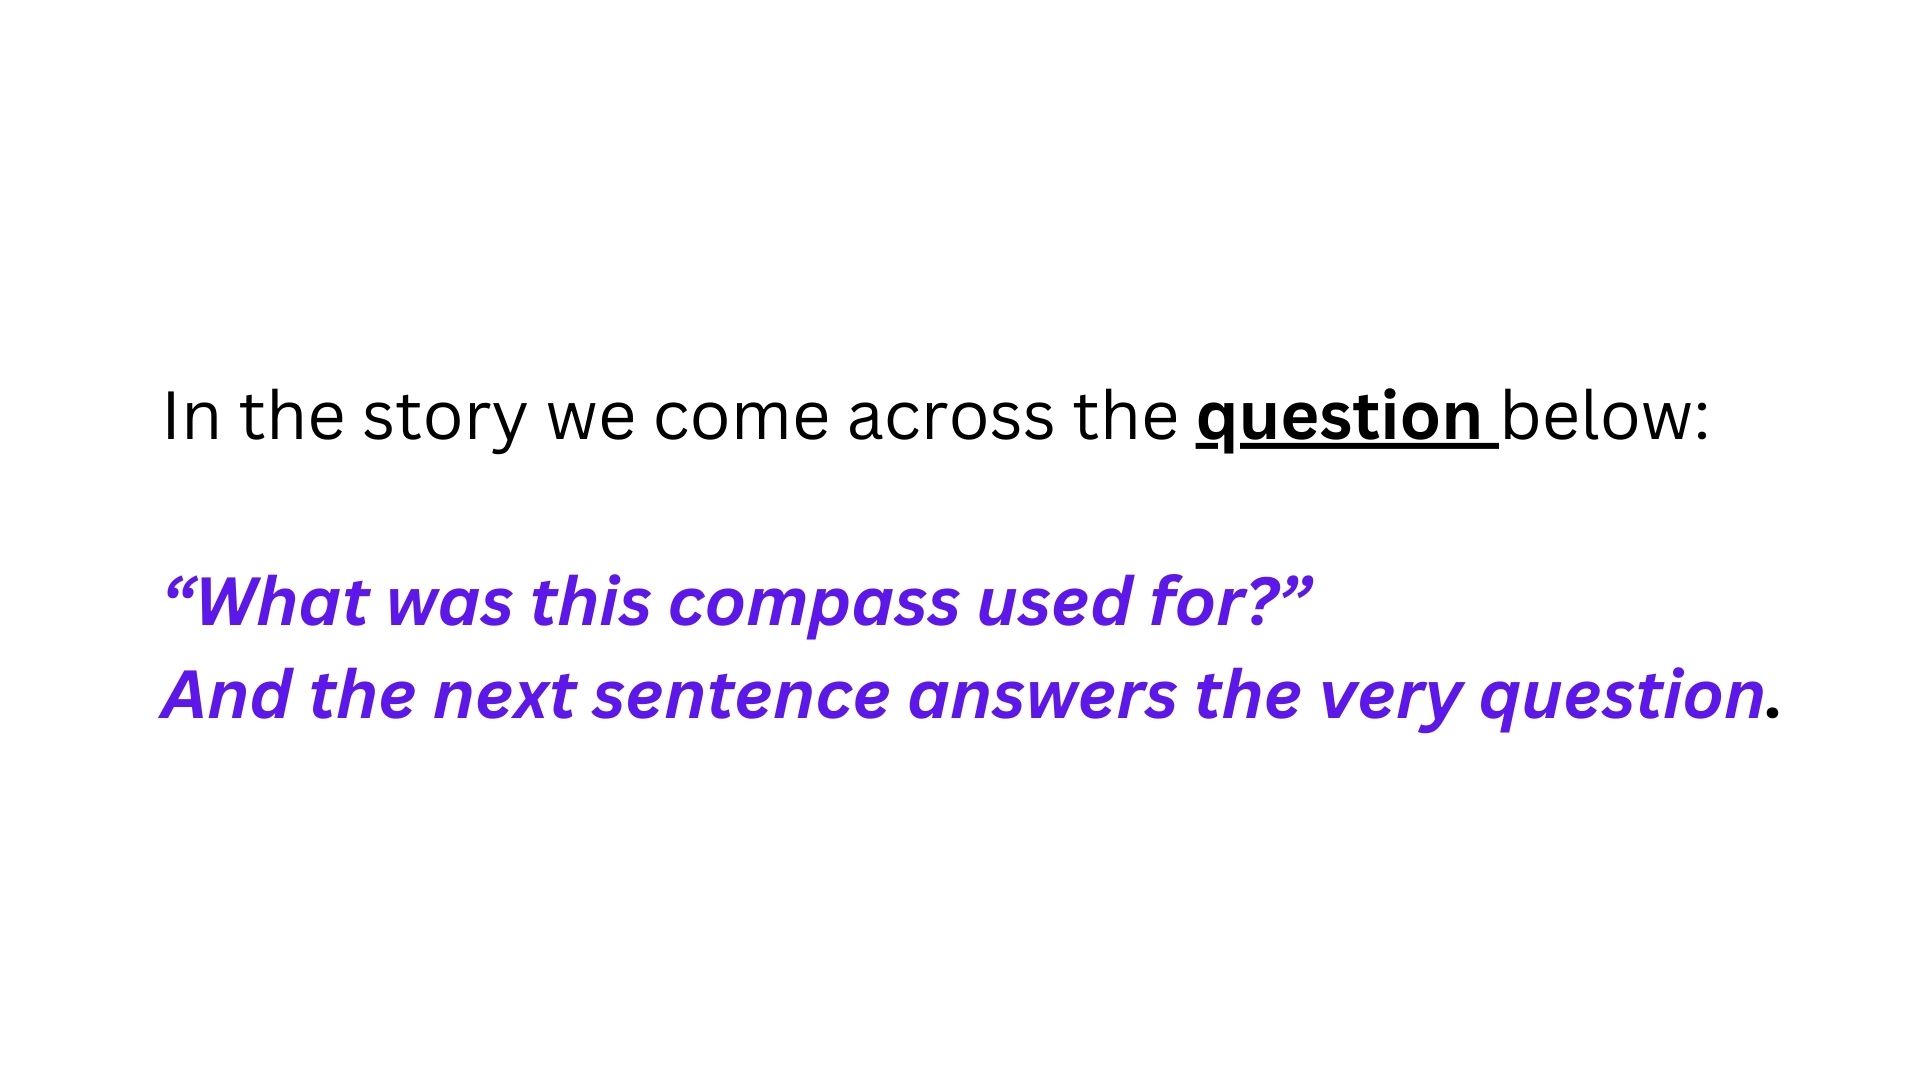 In the story we come across the question below:
“What was this compass used for?”
And the next sentence answers the very question.